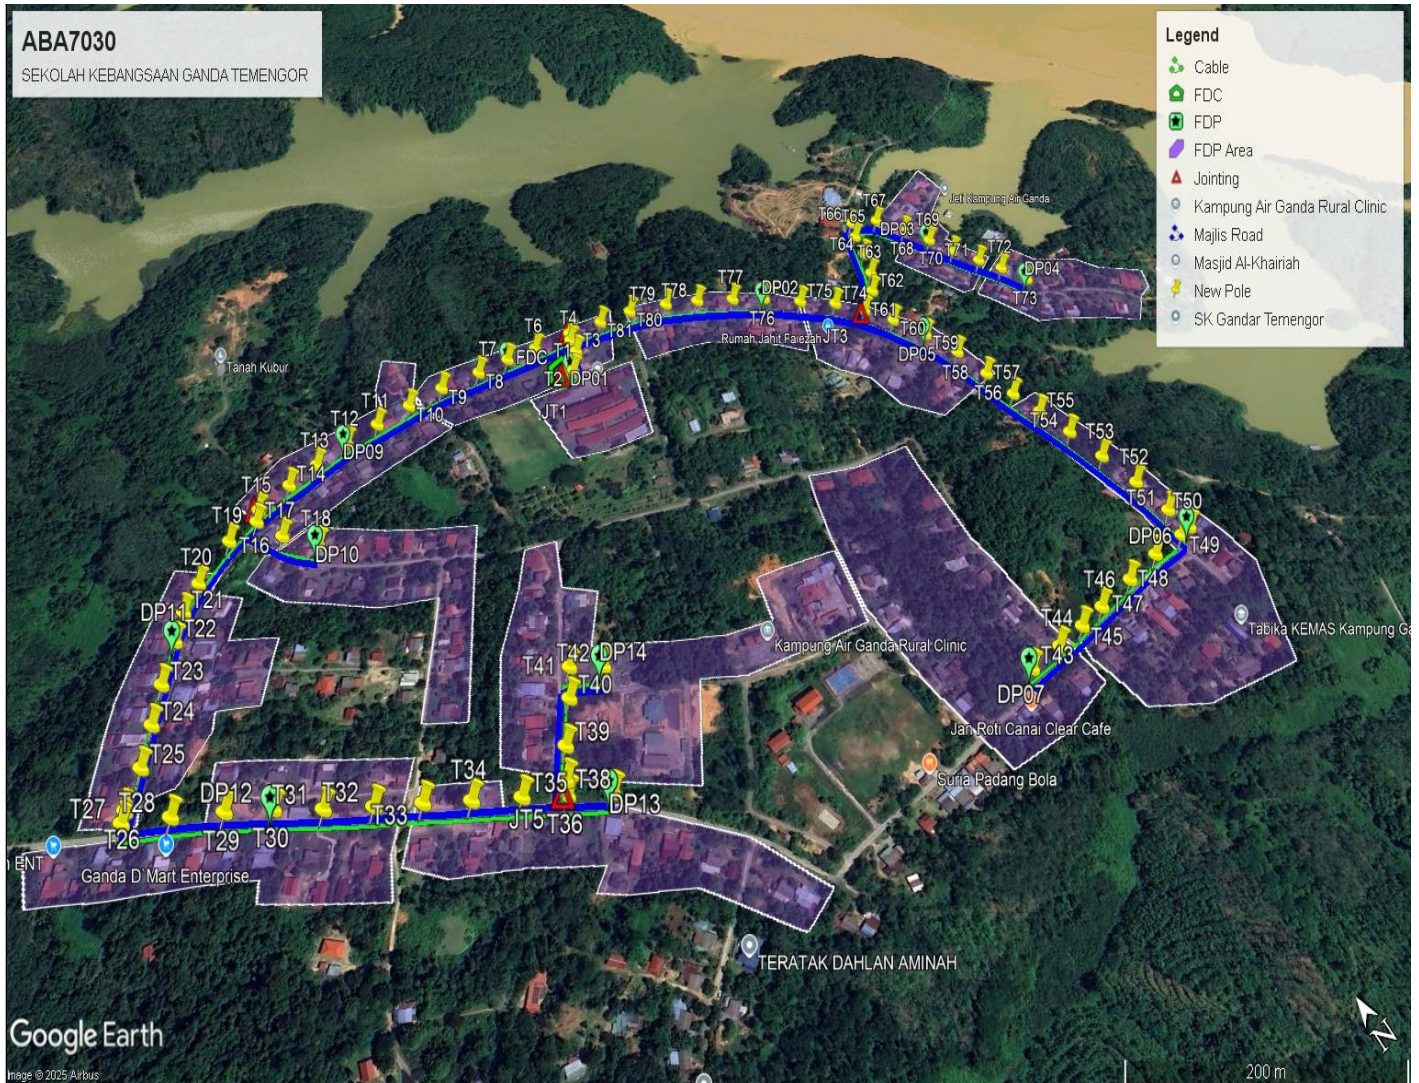 ABA7030
SEKOLAH KEBANGSAAN GANDA TEMENGOR
Legend
Cable
FDC
FDP
FDP Area
Jointing
Kampung Air Ganda Rural Clinic
Majlis Road
Masjid Al-Khairiah
New Pole
SK Gandar Temengor
T67
Jeti Kampung Air Ganda
T66
T65
DP03
T69
T64
T63
T68
T70
T71
T72
DP04
T73
T62
T77
DP02
T75
T74
T61
T79
T78
T76
T80
T81
JT3
T60
Rumah Jahit Faiezah
DP05
T59
T58
T57
T56
T4
T6
T3
T1
T7
FDC
T2
DP01
T8
JT1
Tanah Kubur
T9
T10
T11
T12
DP09
T13
T14
T55
T54
T53
T52
T51
T50
T15
T17
T19
T18
T16
DP10
DP06
T49
T20
T21
T46
T48
T47
DP11
T22
T44
T45
Tabika KEMAS Kampung Ga
Kampung Air Ganda Rural Clinic
T42
DP14
T41
T40
T43
DP07
T23
T24
T39
Jan Roti Canai Clear Cafe
T25
Suria Padang Bola
T27
T28
DP12
T31
T32
T34
T35
T38
DP13
T33
JT5
T36
T26
T29
T30
ENT
Ganda D'Mart Enterprise
TERATAK DAHLAN AMINAH
Google Earth
Image © 2025 Airbus
N
200 m